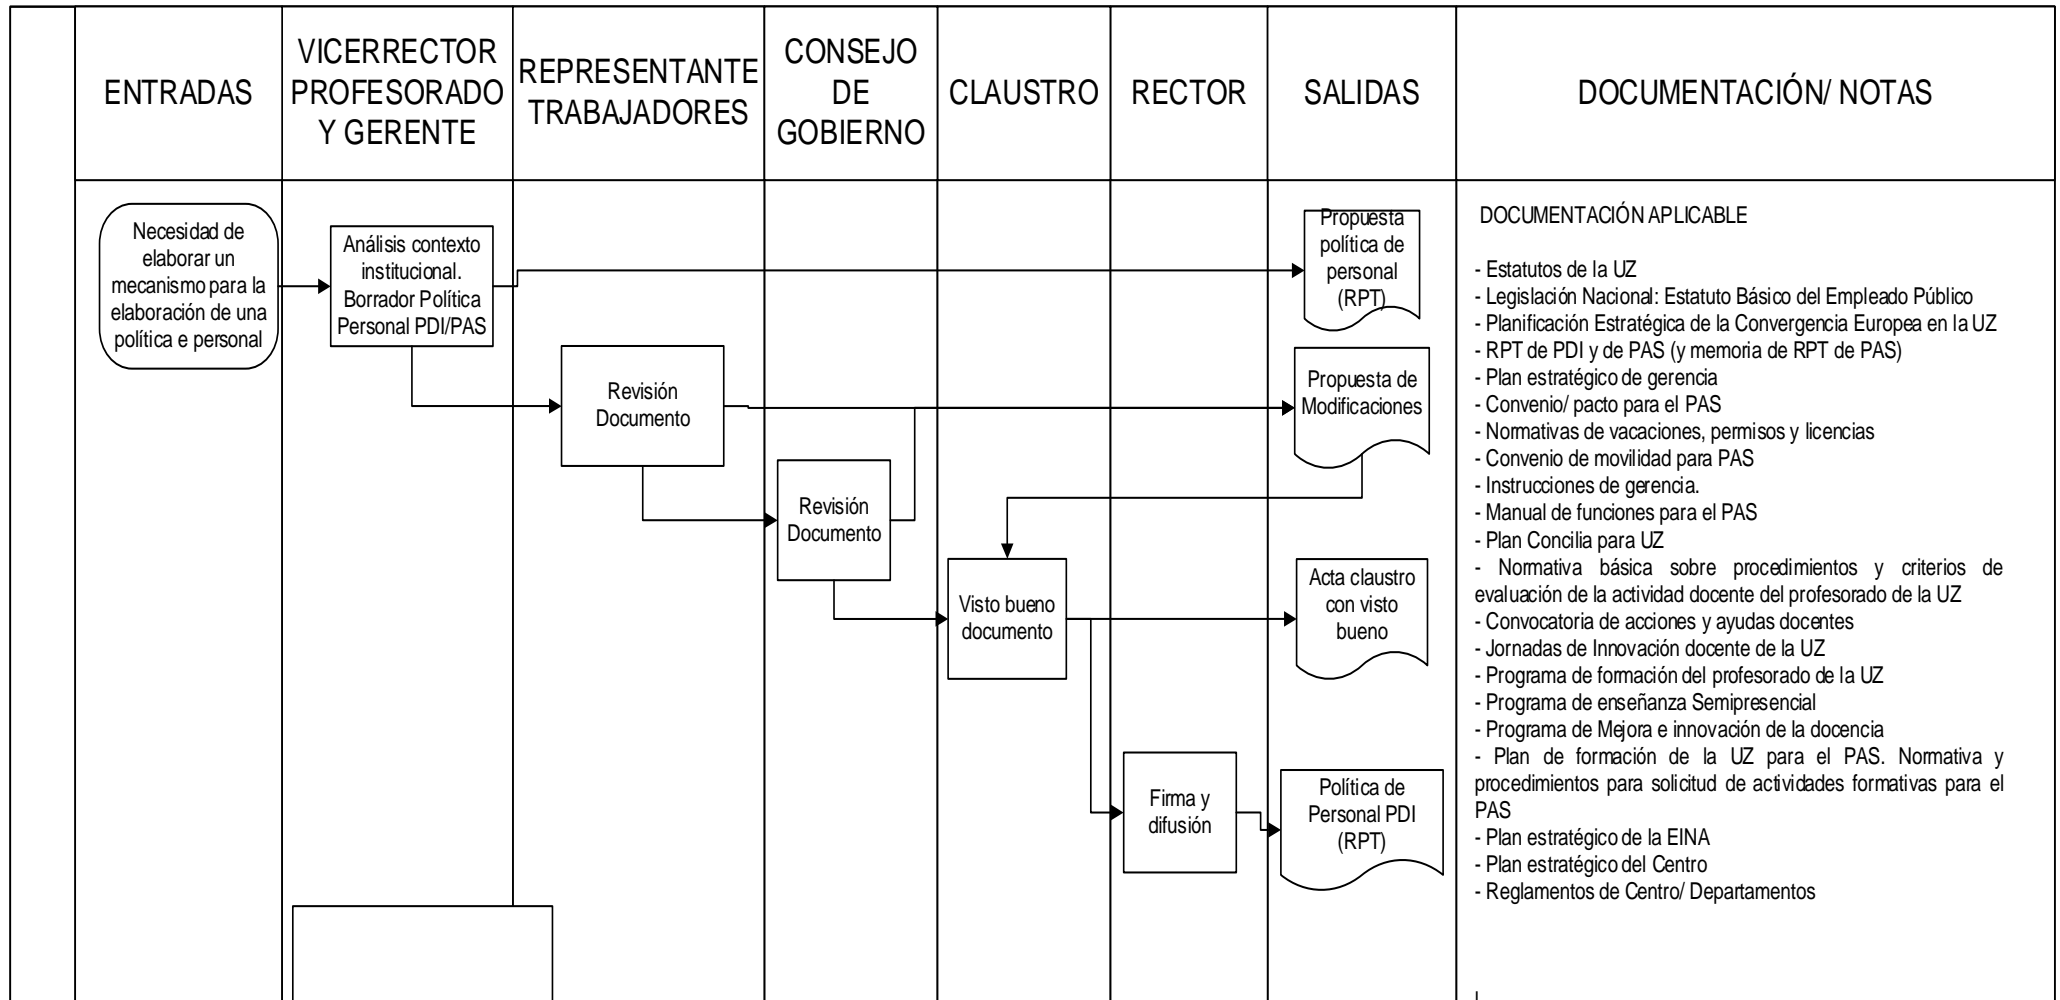 ENTRADAS
VICERRECTOR
PROFESORADO
Y GERENTE
REPRESENTANTE
TRABAJADORES
CONSEJO
DE
GOBIERNO
CLAUSTRO
RECTOR
SALIDAS
DOCUMENTACIÓN/ NOTAS
Necesidad de
elaborar un
mecanismo para la
elaboración de una
política e personal
Análisis contexto
institucional.
Borrador Política
Personal PDI/PAS
Revisión
Documento
Revisión
Documento
Visto bueno
documento
Firma y
difusión
Propuesta
política de
personal
(RPT)
Propuesta de
Modificaciones
Acta claustro
con visto
bueno
Política de
Personal PDI
(RPT)
DOCUMENTACIÓN APLICABLE
- Estatutos de la UZ
- Legislación Nacional: Estatuto Básico del Empleado Público
- Planificación Estratégica de la Convergencia Europea en la UZ
- RPT de PDI y de PAS (y memoria de RPT de PAS)
- Plan estratégico de gerencia
- Convenio/ pacto para el PAS
- Normativas de vacaciones, permisos y licencias
- Convenio de movilidad para PAS
- Instrucciones de gerencia.
- Manual de funciones para el PAS
- Plan Concilia para UZ
- Normativa básica sobre procedimientos y criterios de
evaluación de la actividad docente del profesorado de la UZ
- Convocatoria de acciones y ayudas docentes
- Jornadas de Innovación docente de la UZ
- Programa de formación del profesorado de la UZ
- Programa de enseñanza Semipresencial
- Programa de Mejora e innovación de la docencia
- Plan de formación de la UZ para el PAS. Normativa y
procedimientos para solicitud de actividades formativas para el
PAS
- Plan estratégico de la EINA
- Plan estratégico del Centro
- Reglamentos de Centro/ Departamentos